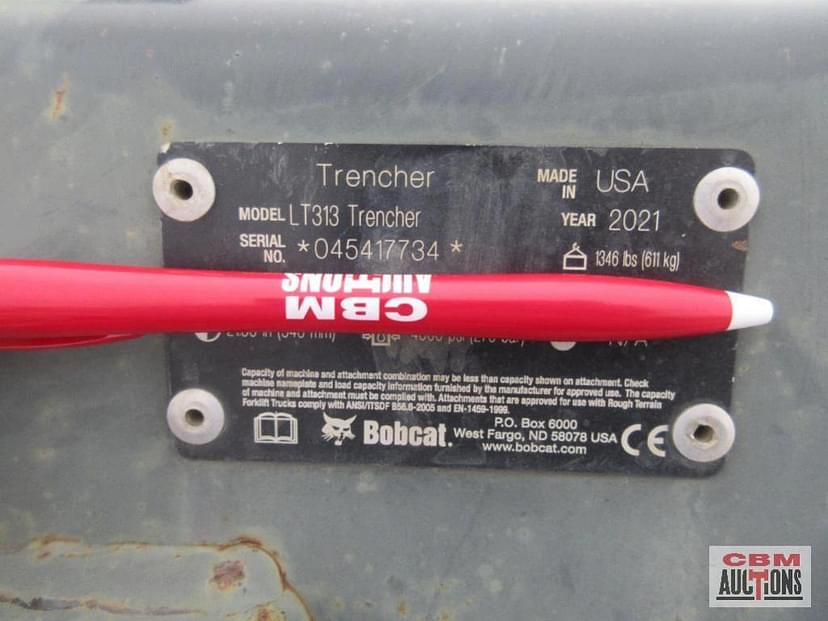 Trencher
MADE IN USA
MODEL LT313 Trencher
YEAR 2021
SERIAL NO. *045417734 *
1346 lbs (611 kg)
CBM
AUCTIONS
N/A
Capacity of machine and attachment combination may be less than capacity shown on attachment. Check
machine nameplate and load capacity information furnished by the manufacturer for approved use. The capacity
of machine and attachment must be complied with. Attachments that are approved for use with Rough Terrain
Forklift Trucks comply with ANSI/ITSDF B56.6-2005 and EN-1459-1999.
Bobcat.
P.O. Box 6000
West Fargo, ND 58078 USA
www.bobcat.com
CE
CBM
AUCTIONS